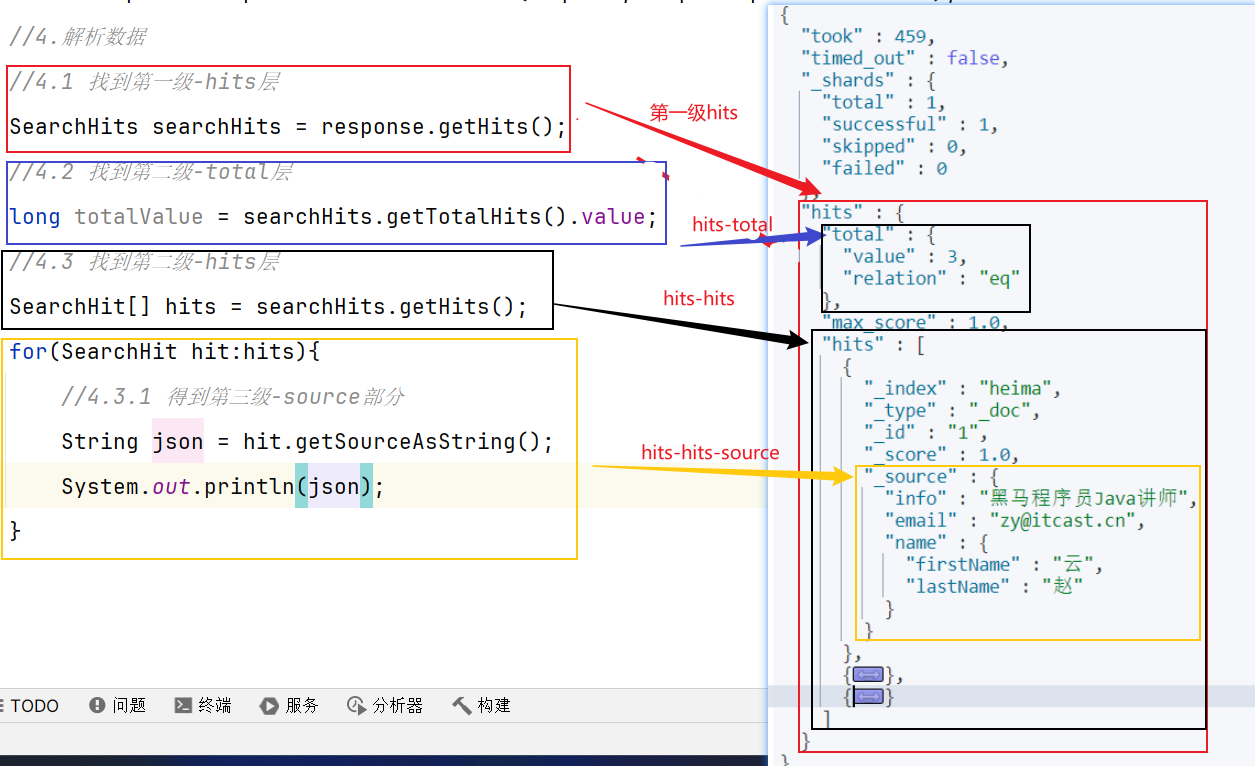 //4.解析数据
//4.1 找到第一级-hits层
SearchHits searchHits = response.getHits();
//4.2 找到第二级-total层
long totalValue = searchHits.getTotalHits().value;
//4.3 找到第二级-hits层
SearchHit[] hits = searchHits.getHits();
for(SearchHit hit:hits){
//4.3.1 得到第三级-source部分
String json = hit.getSourceAsString();
System.out.println(json);
}
第一级hits
hits-total
hits-hits
hits-hits-source
{
"took" : 459,
"timed_out" : false,
"_shards" : {
"total" : 1,
"successful" : 1,
"skipped" : 0,
"failed" : 0
},
"hits" : {
"total" : {
"value" : 3,
"relation" : "eq"
},
"max_score" : 1.0,
"hits" : [
{
"_index" : "heima",
"_type" : "_doc",
"_id" : "1",
"_score" : 1.0,
"_source" : {
"info" : "黑马程序员Java讲师",
"email" : "zy@itcast.cn",
"name" : {
"firstName" : "云",
"lastName" : "赵"
}
}
},
{},
{}
]
}
}
TODO 问题 终端 服务 分析器 构建